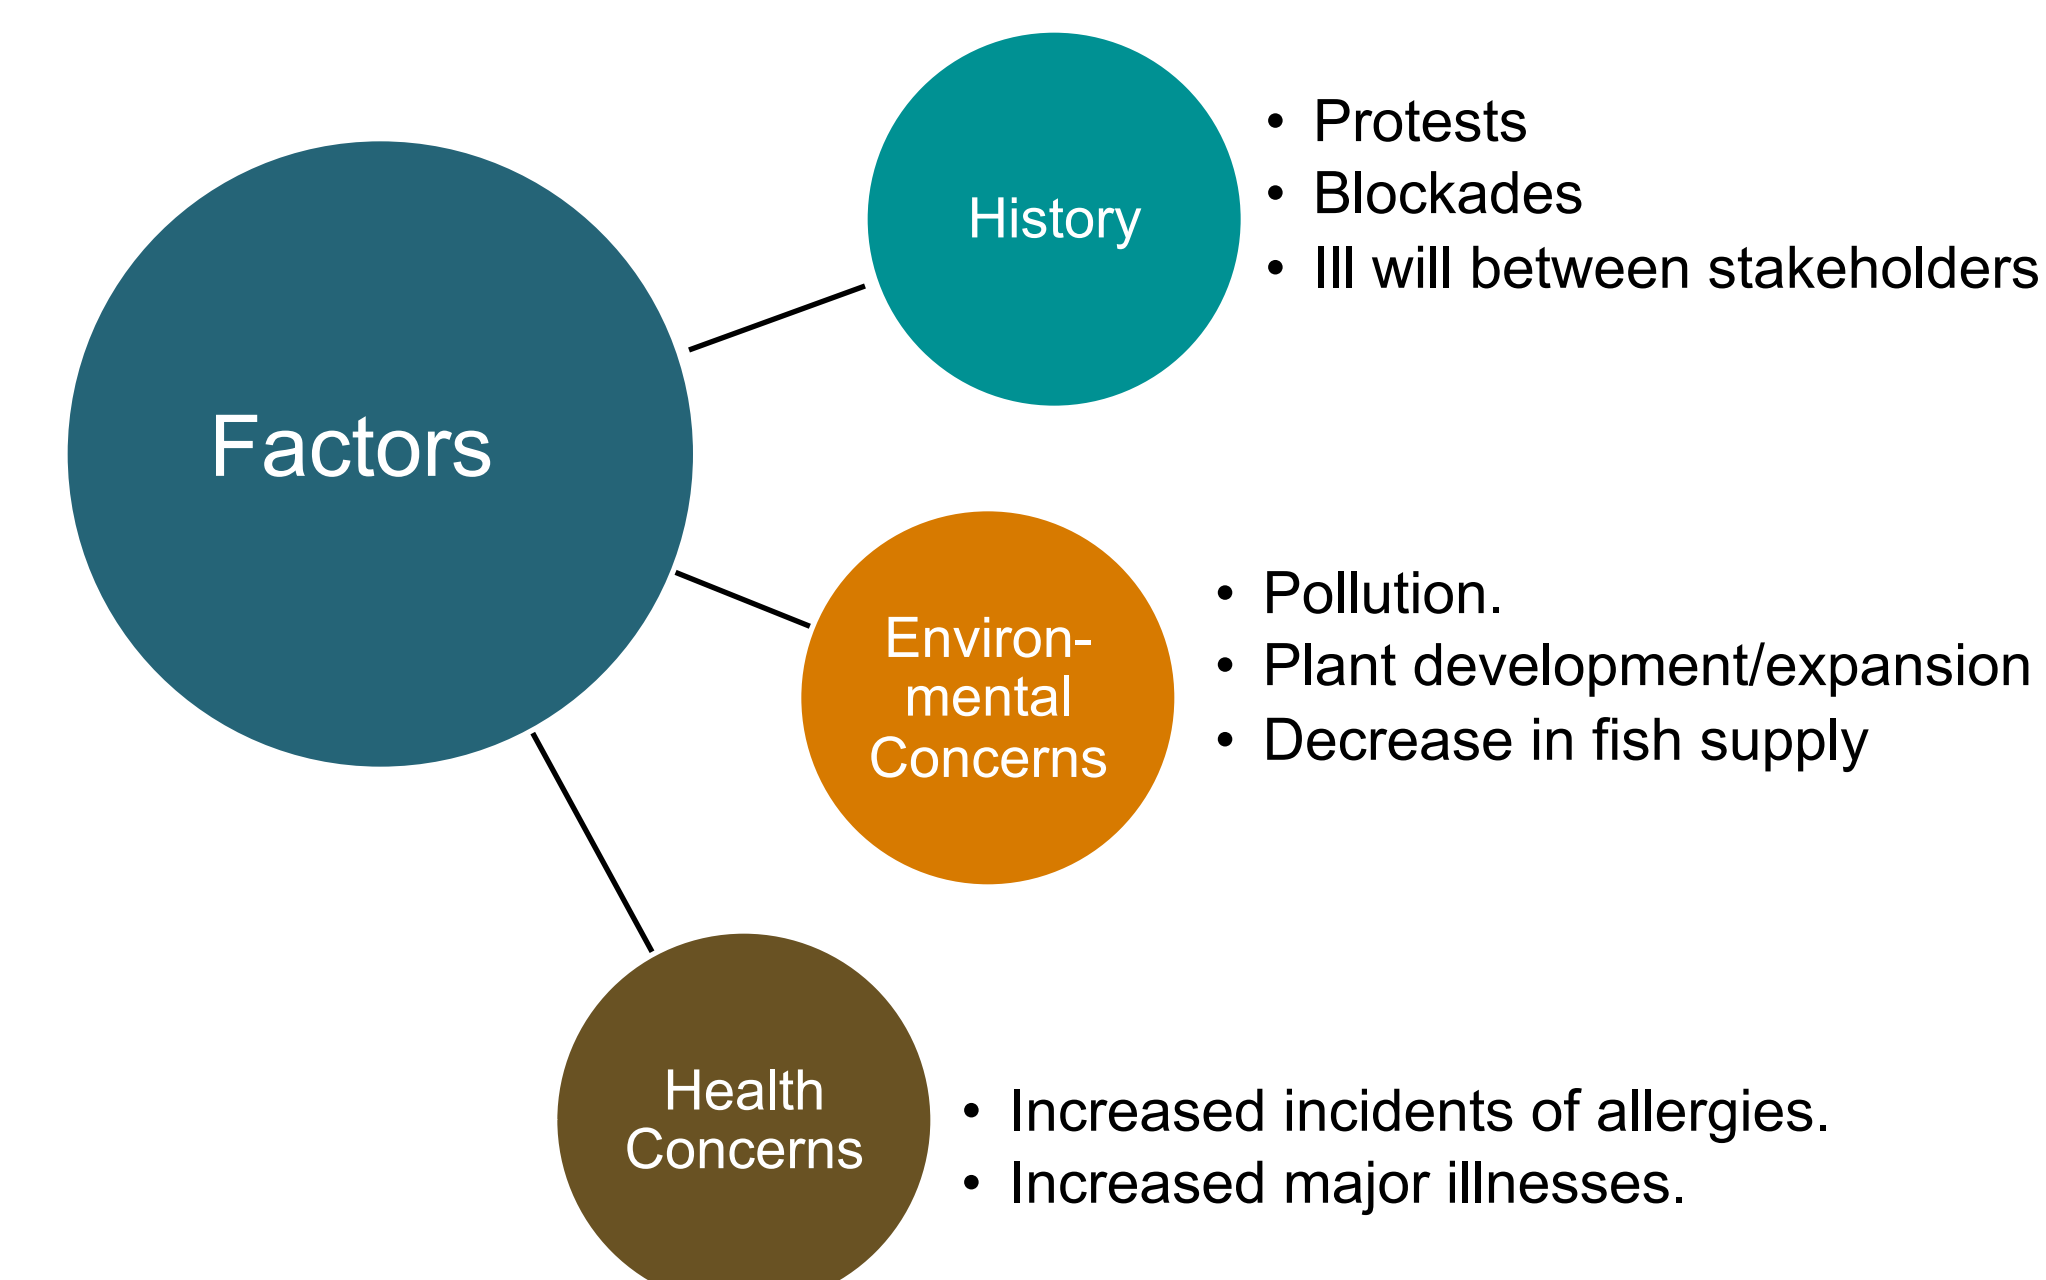 Factors
History
• Protests
• Blockades
• Ill will between stakeholders
Environ-
mental
Concerns
• Pollution.
• Plant development/expansion
• Decrease in fish supply
Health
Concerns
• Increased incidents of allergies.
• Increased major illnesses.